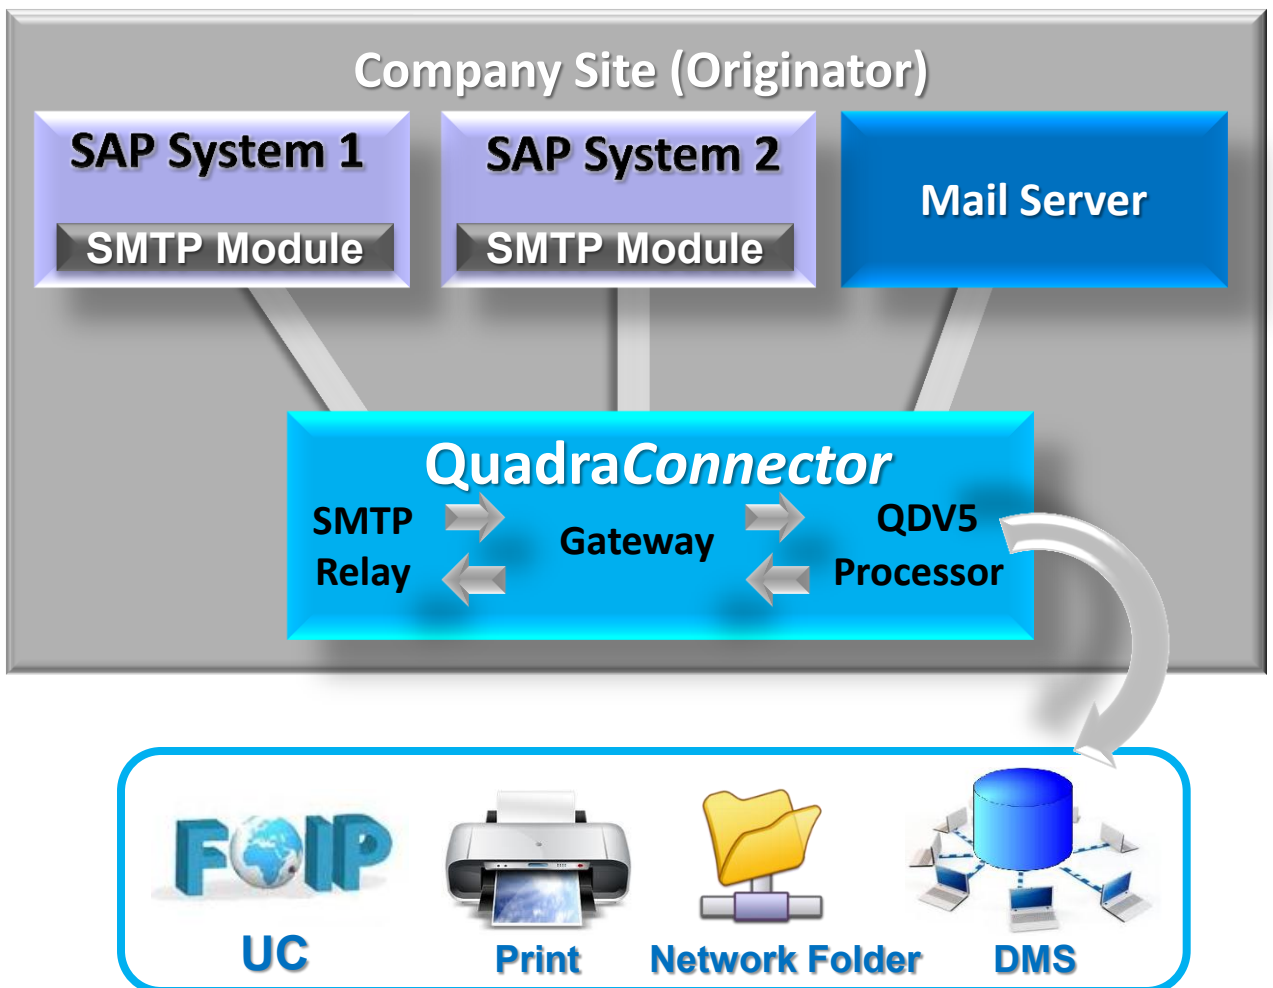 Company Site (Originator)
SAP System 1
SAP System 2
Mail Server
SMTP Module
SMTP Module
QuadraConnector
SMTP
Relay
Gateway
QDV5
Processor
FOIP
UC
Print
Network Folder
DMS